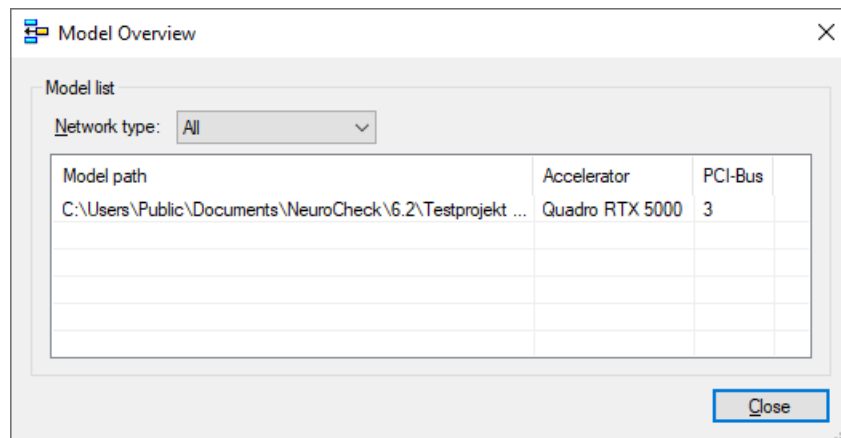 Model Overview
Model list
Network type: All
Model path Accelerator PCI-Bus
C:\Users\Public\Documents\NeuroCheck\6.2\Testprojekt ... Quadro RTX 5000 3
Close